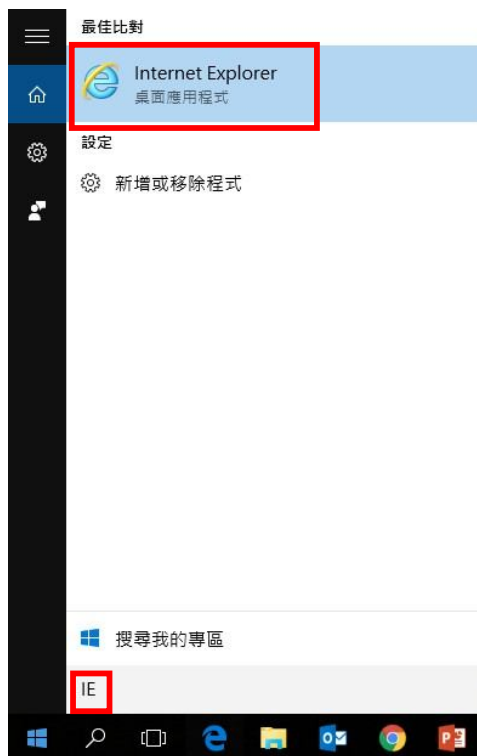 最佳比對
Internet Explorer
桌面應用程式
設定
新增或移除程式
搜尋我的專區
IE